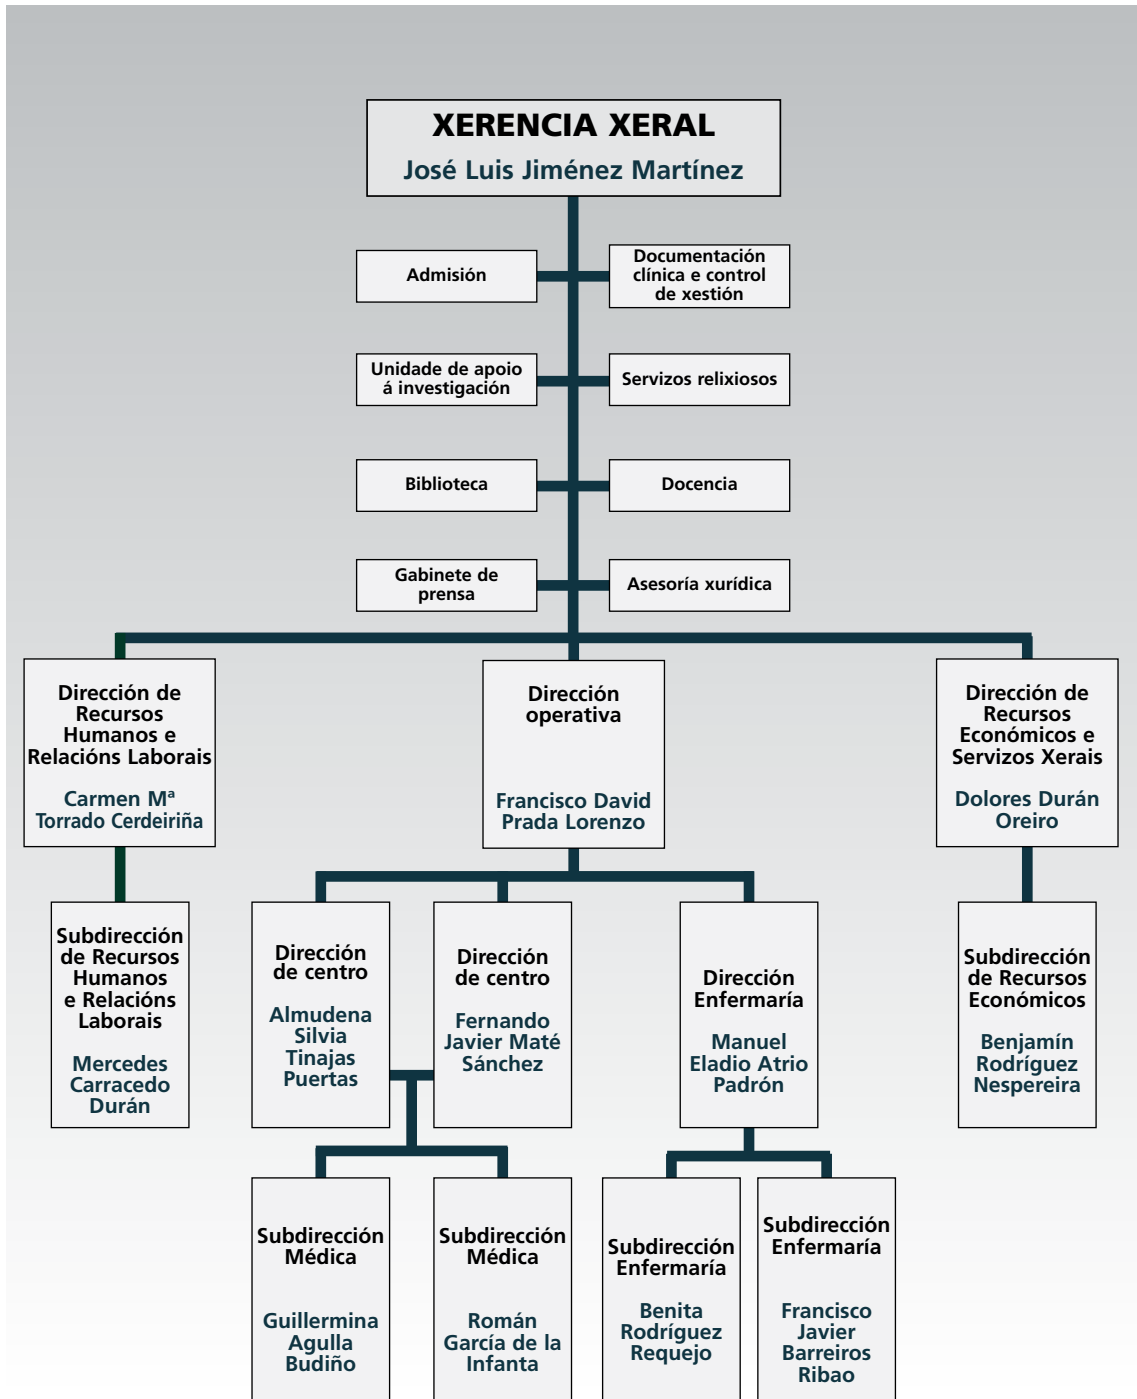 XERENCIA XERAL
José Luis Jiménez Martínez
Admisión
Documentación
clínica e control
de xestión
Unidade de apoio
á investigación
Servizos relixiosos
Biblioteca
Docencia
Gabinete de
prensa
Asesoría xurídica
Dirección de
Recursos
Humanos e
Relacións Laborais
Carmen Mª
Torrado Cerdeiriña
Dirección
operativa
Francisco David
Prada Lorenzo
Dirección de
Recursos
Económicos e
Servizos Xerais
Dolores Durán
Oreiro
Subdirección
de Recursos
Humanos
e Relacións
Laborais
Mercedes
Carracedo
Durán
Dirección
de centro
Almudena
Silvia
Tinajas
Puertas
Dirección
de centro
Fernando
Javier Maté
Sánchez
Dirección
Enfermaría
Manuel
Eladio Atrio
Padrón
Subdirección
de Recursos
Económicos
Benjamín
Rodríguez
Nespereira
Subdirección
Médica
Guillermina
Agulla
Budiño
Subdirección
Médica
Román
García de la
Infanta
Subdirección
Enfermaría
Benita
Rodríguez
Requejo
Subdirección
Enfermaría
Francisco
Javier
Barreiros
Ribao